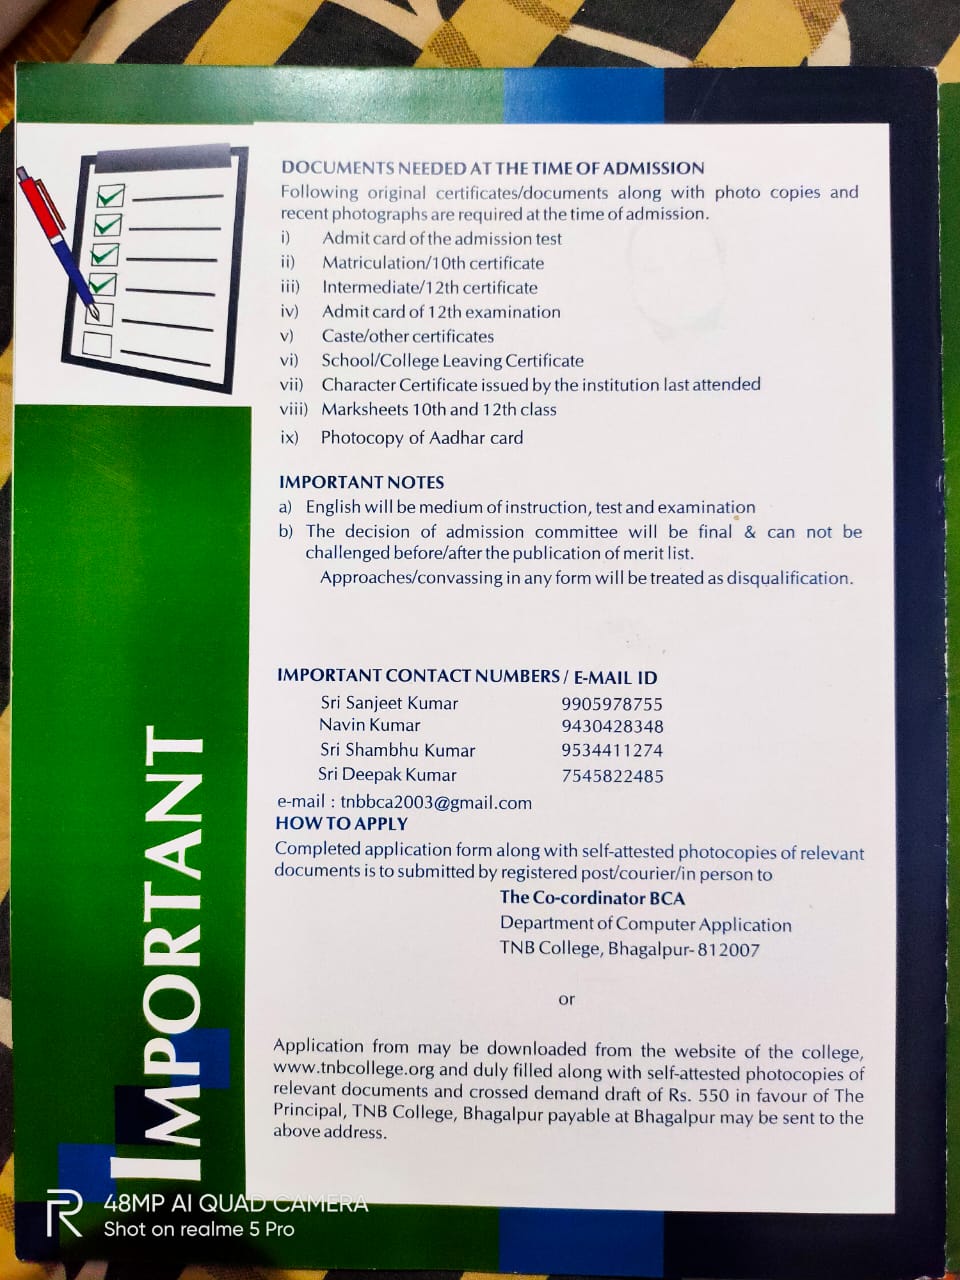 DOCUMENTS NEEDED AT THE TIME OF ADMISSION
Following original certificates/documents along with photo copies and
recent photographs are required at the time of admission.
i) Admit card of the admission test
ii) Matriculation/10th certificate
iii) Intermediate/12th certificate
iv) Admit card of 12th examination
v) Caste/other certificates
vi) School/College Leaving Certificate
vii) Character Certificate issued by the institution last attended
viii) Marksheets 10th and 12th class
ix) Photocopy of Aadhar card
IMPORTANT NOTES
a) English will be medium of instruction, test and examination
b) The decision of admission committee will be final & can not be
challenged before/after the publication of merit list.
Approaches/convassing in any form will be treated as disqualification.
IMPORTANT CONTACT NUMBERS / E-MAIL ID
Sri Sanjeet Kumar 9905978755
Navin Kumar 9430428348
Sri Shambhu Kumar 9534411274
Sri Deepak Kumar 7545822485
e-mail : tnbbca2003@gmail.com
HOW TO APPLY
Completed application form along with self-attested photocopies of relevant
documents is to submitted by registered post/courier/in person to
The Co-cordinator BCA
Department of Computer Application
TNB College, Bhagalpur- 812007
or
Application from may be downloaded from the website of the college,
www.tnbcollege.org and duly filled along with self-attested photocopies of
relevant documents and crossed demand draft of Rs. 550 in favour of The
Principal, TNB College, Bhagalpur payable at Bhagalpur may be sent to the
above address.
IMPORTANT
48MP AI QUAD CAMERA
Shot on realme 5 Pro